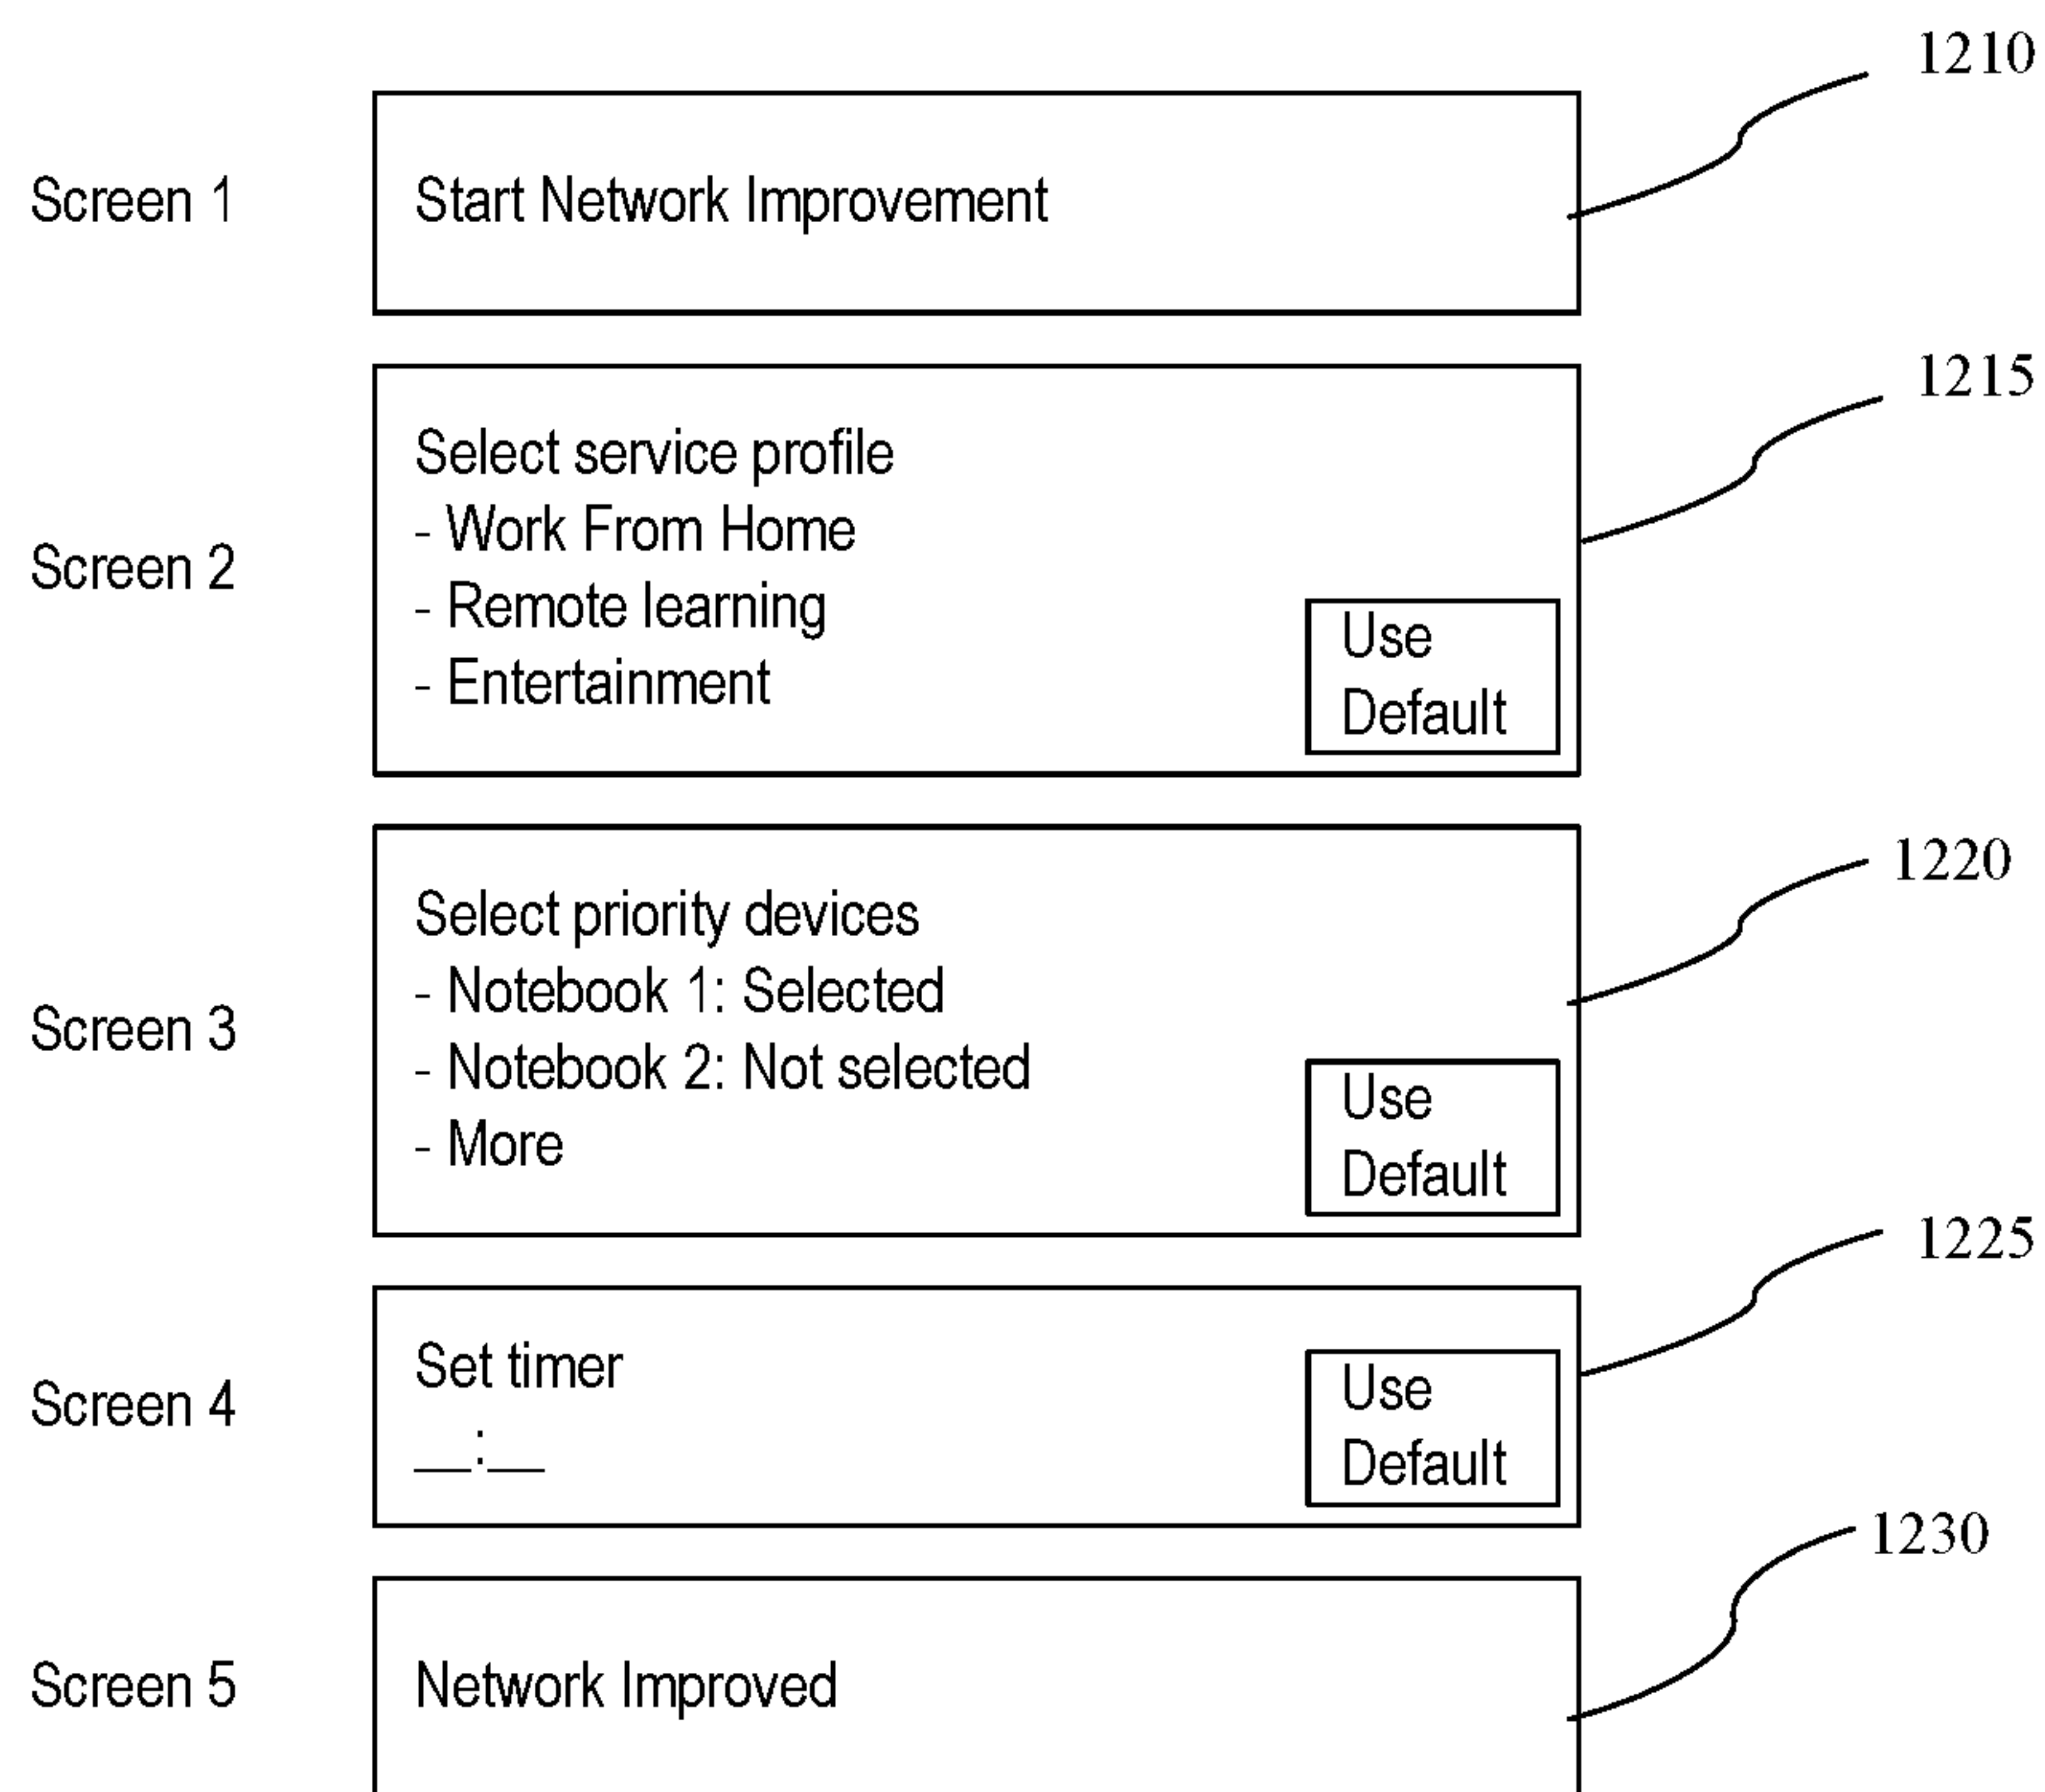 1210
Screen 1
Start Network Improvement
1215
Screen 2
Select service profile
- Work From Home
- Remote learning
- Entertainment
Use
Default
1220
Screen 3
Select priority devices
- Notebook 1: Selected
- Notebook 2: Not selected
- More
Use
Default
1225
Screen 4
Set timer
__:__
Use
Default
1230
Screen 5
Network Improved